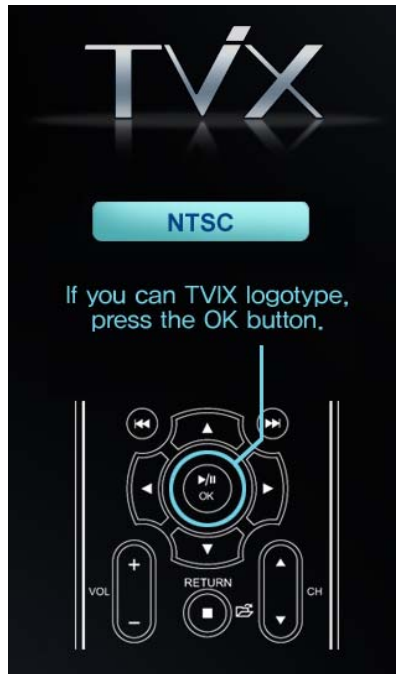 TViX
NTSC
If you can TVIX logotype,
press the OK button.
OK
VOL
+
-
RETURN
CH